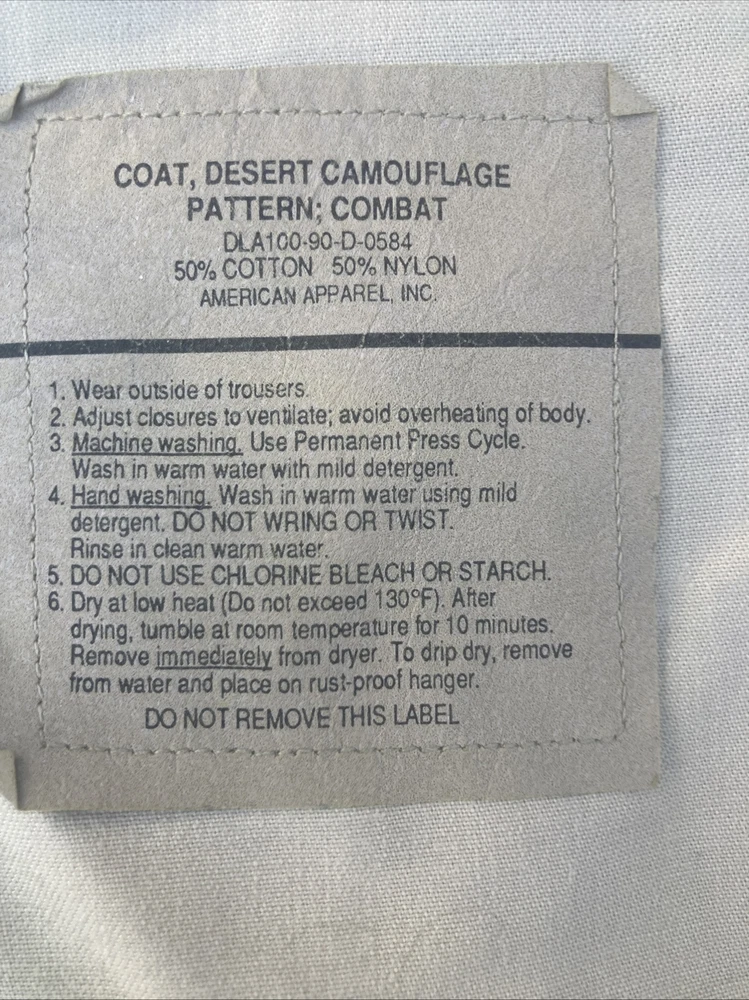 COAT, DESERT CAMOUFLAGE
PATTERN; COMBAT
DLA100-90-D-0584
50% COTTON 50% NYLON
AMERICAN APPAREL, INC.
1. Wear outside of trousers.
2. Adjust closures to ventilate; avoid overheating of body.
3. Machine washing. Use Permanent Press Cycle.
Wash in warm water with mild detergent.
4. Hand washing. Wash in warm water using mild
detergent. DO NOT WRING OR TWIST.
Rinse in clean warm water.
5. DO NOT USE CHLORINE BLEACH OR STARCH.
6. Dry at low heat (Do not exceed 130°F). After
drying, tumble at room temperature for 10 minutes.
Remove immediately from dryer. To drip dry, remove
from water and place on rust-proof hanger.
DO NOT REMOVE THIS LABEL